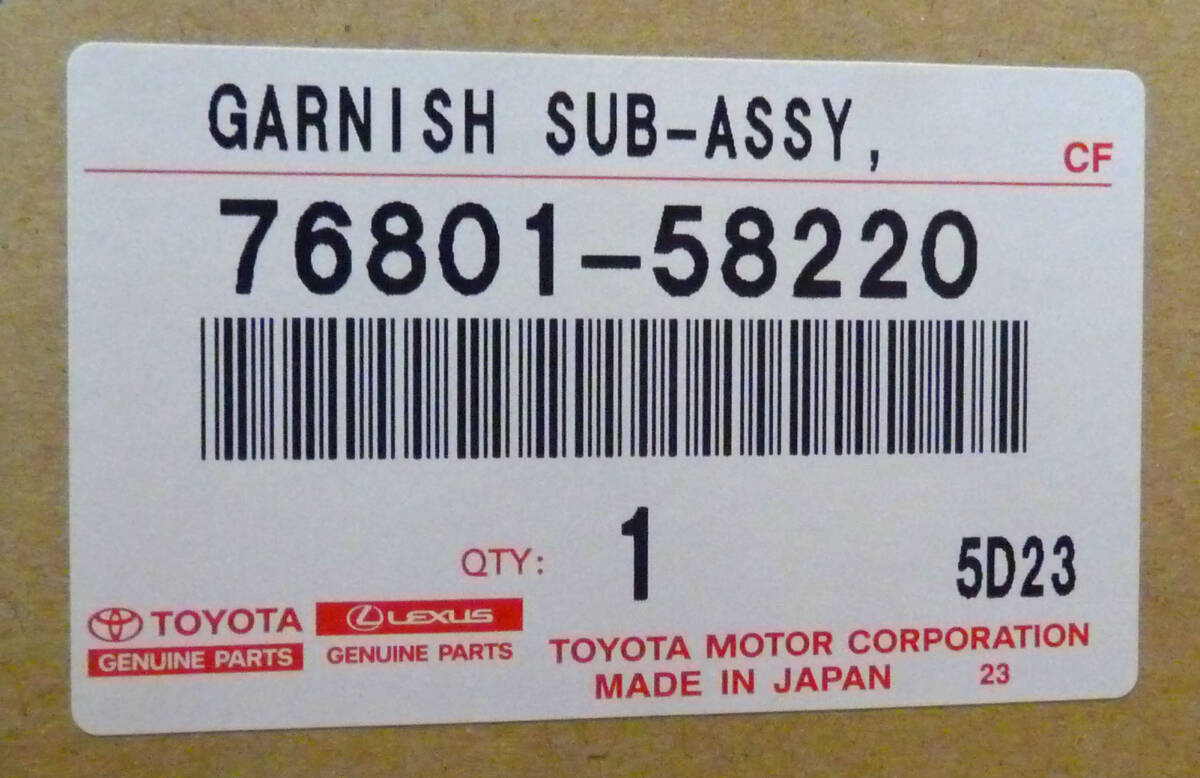 GARNISH SUB-ASSY,
CF
76801-58220
QTY: 1
5D23
TOYOTA
GENUINE PARTS
LEXUS
GENUINE PARTS
TOYOTA MOTOR CORPORATION
MADE IN JAPAN 23